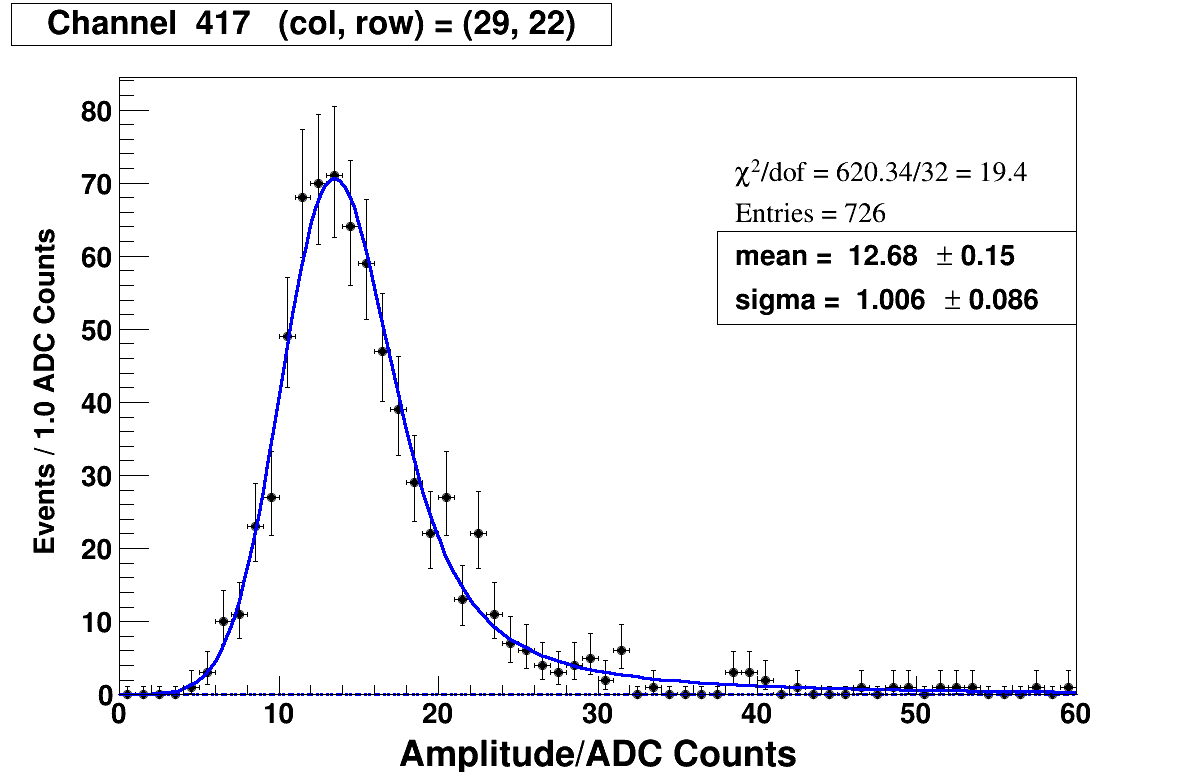 Channel 417 (col, row) = (29, 22)
80
70
60
50
40
30
20
10
0
Events / 1.0 ADC Counts
χ²/dof = 620.34/32 = 19.4
Entries = 726
mean = 12.68 ± 0.15
sigma = 1.006 ± 0.086
0 10 20 30 40 50 60
Amplitude/ADC Counts